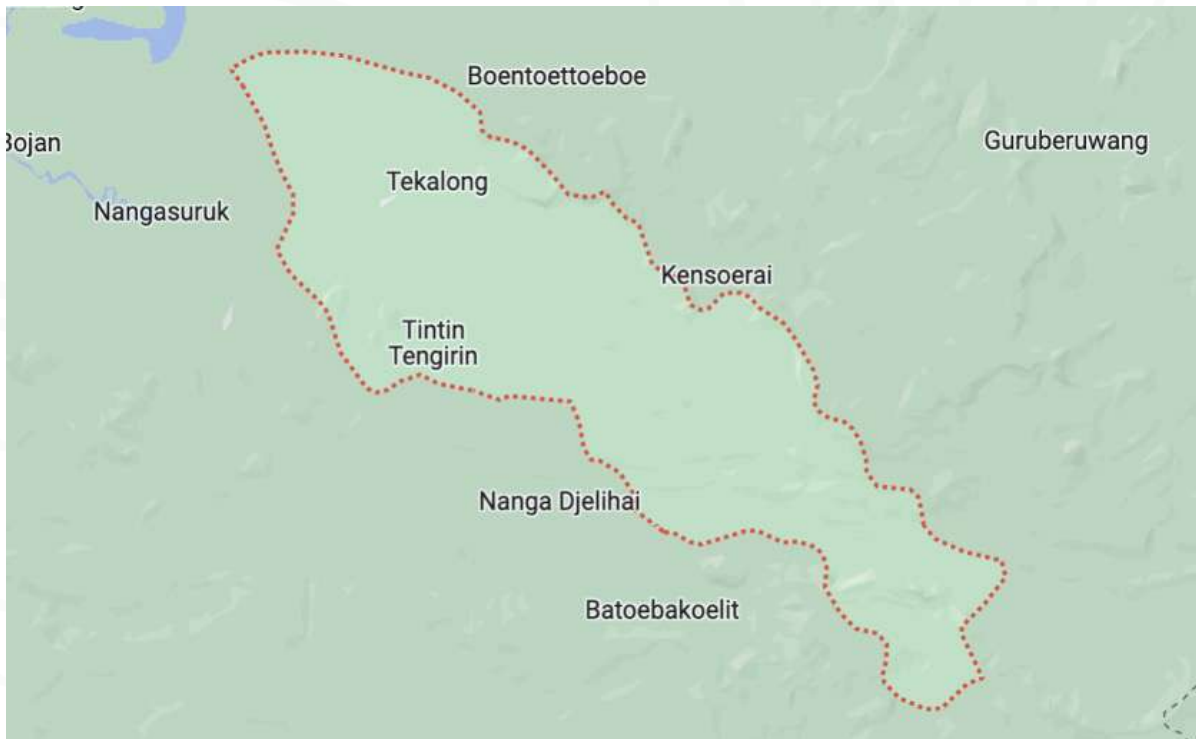 Boentoettoeboe
Bojan
Guruberuwang
Tekalong
Nangasuruk
Kensoerai
Tintin
Tengirin
Nanga Djelihai
Batoebakoelit